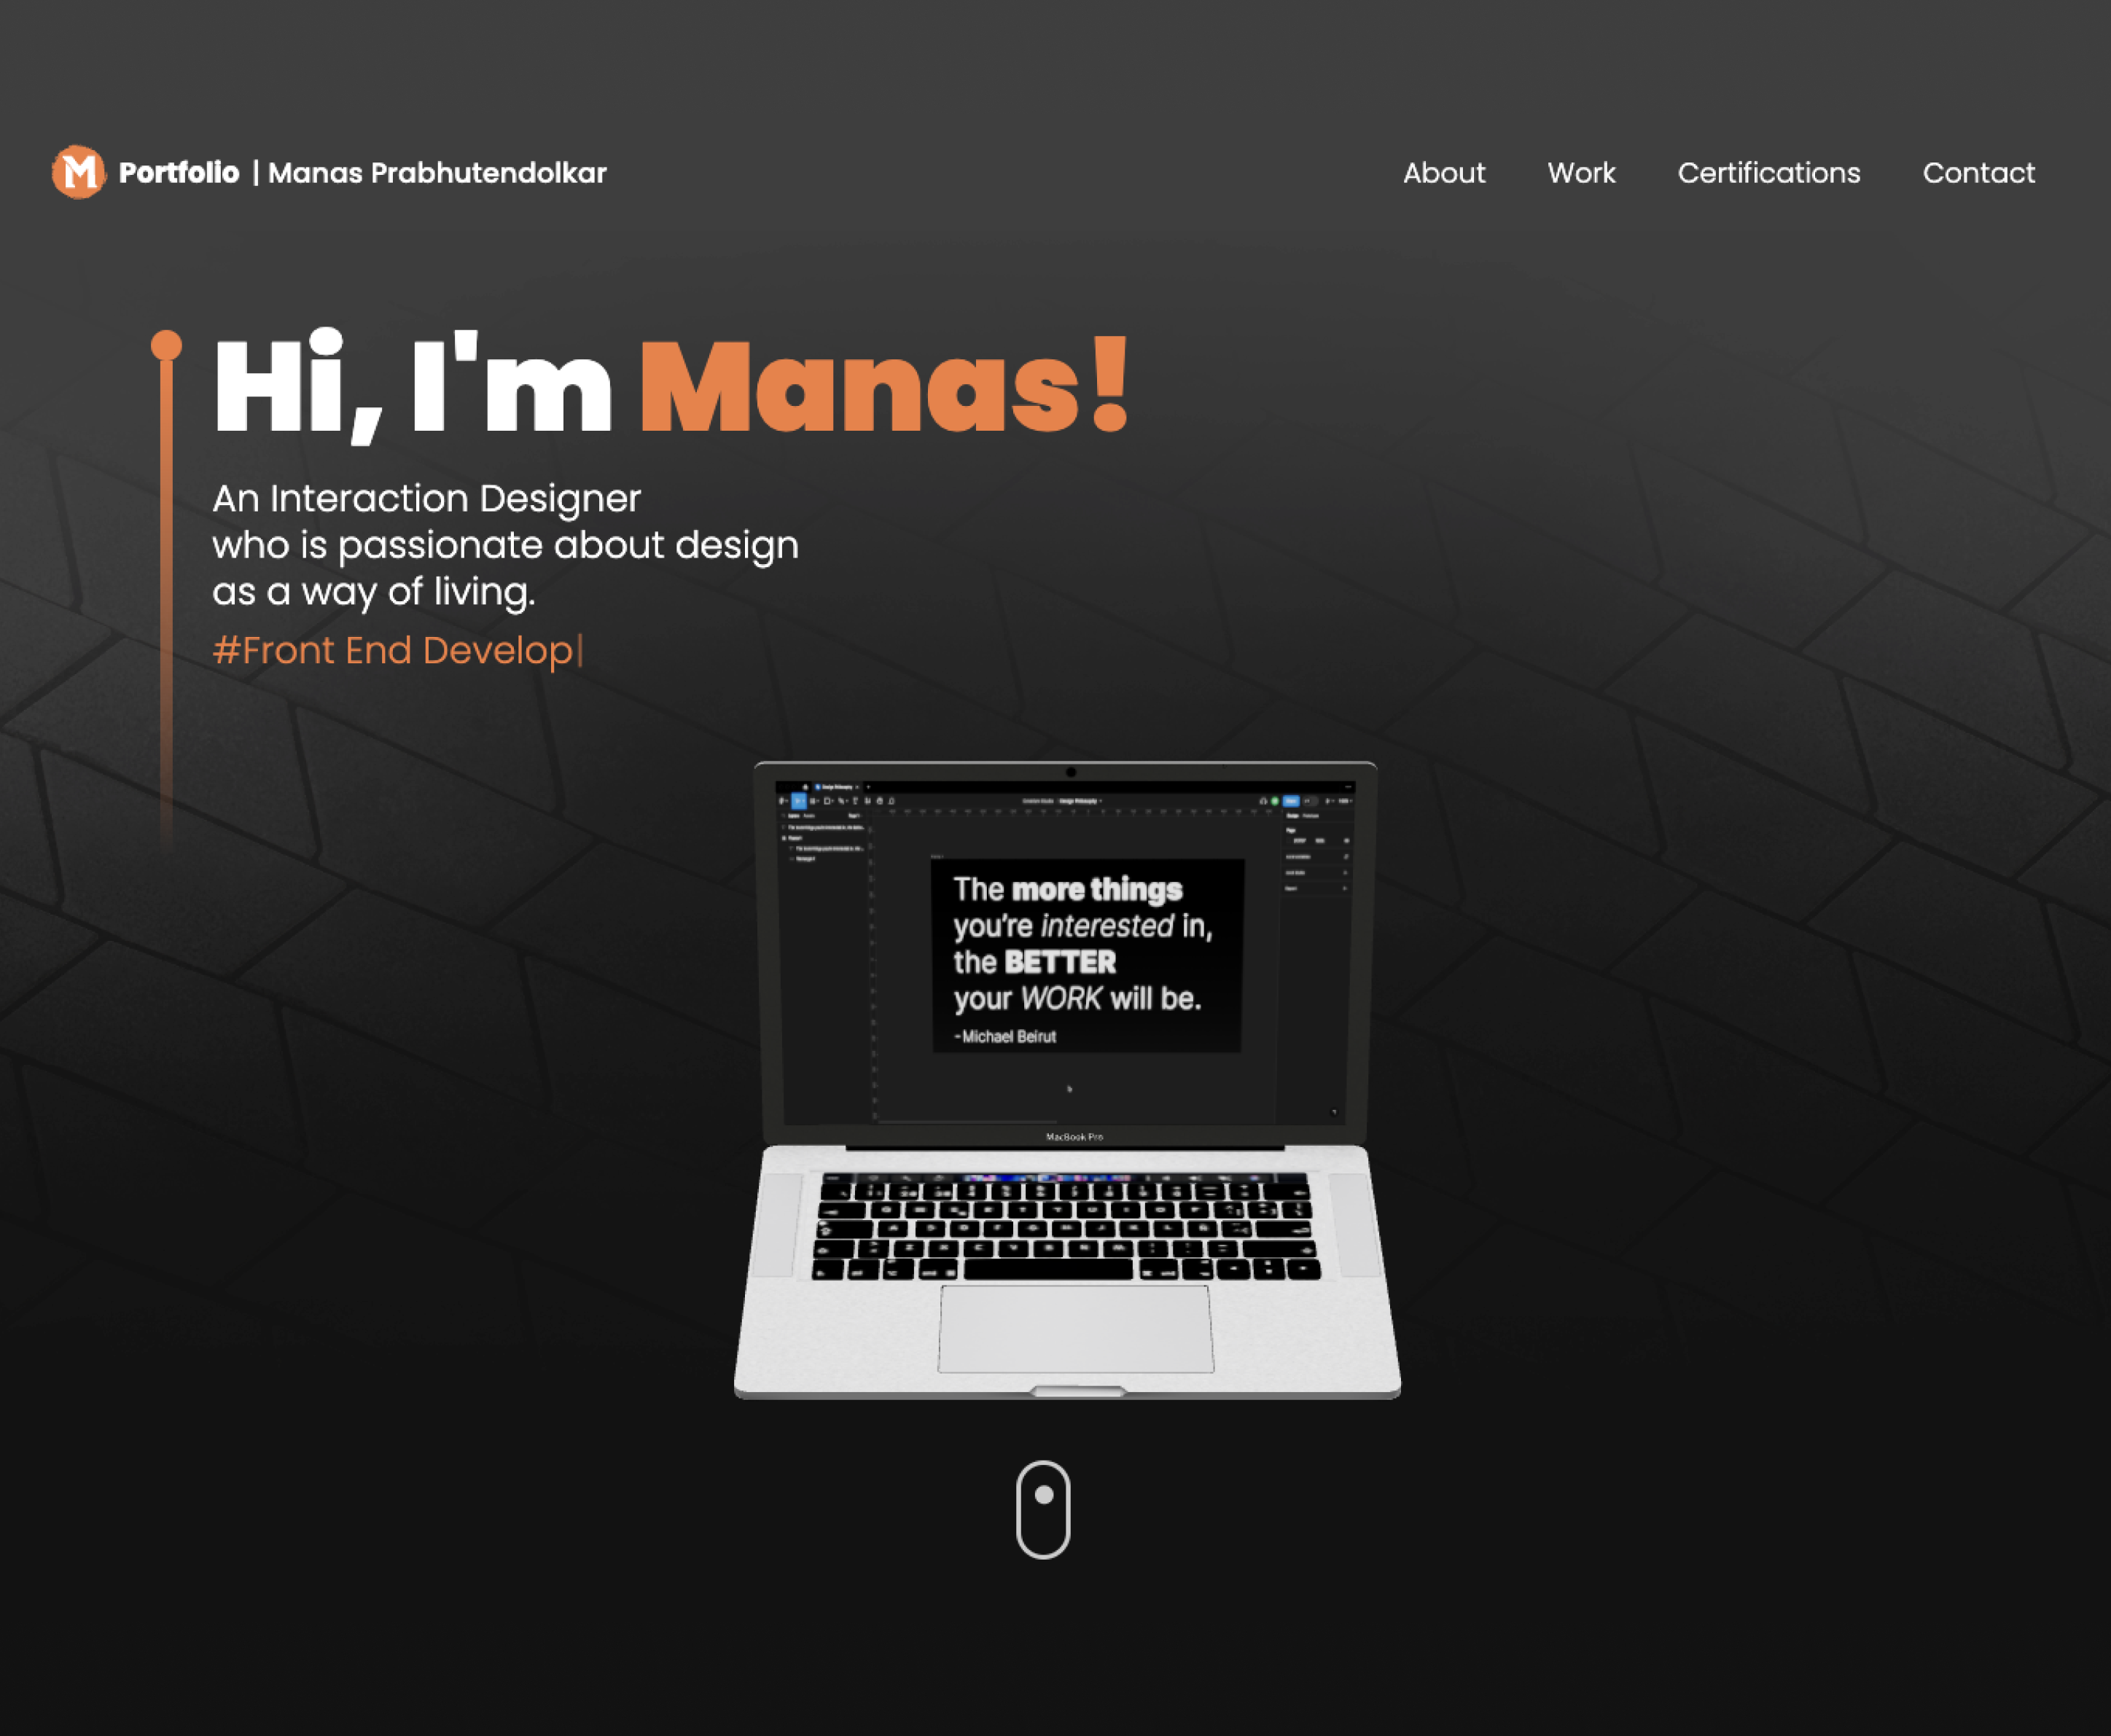 M Portfolio | Manas Prabhutendolkar
About Work Certifications Contact
Hi, I'm Manas!
An Interaction Designer
who is passionate about design
as a way of living.
#Front End Develop|
Design Philosophy
The more things
you're interested in,
the BETTER
your WORK will be.
-Michael Beirut
MacBook Pro